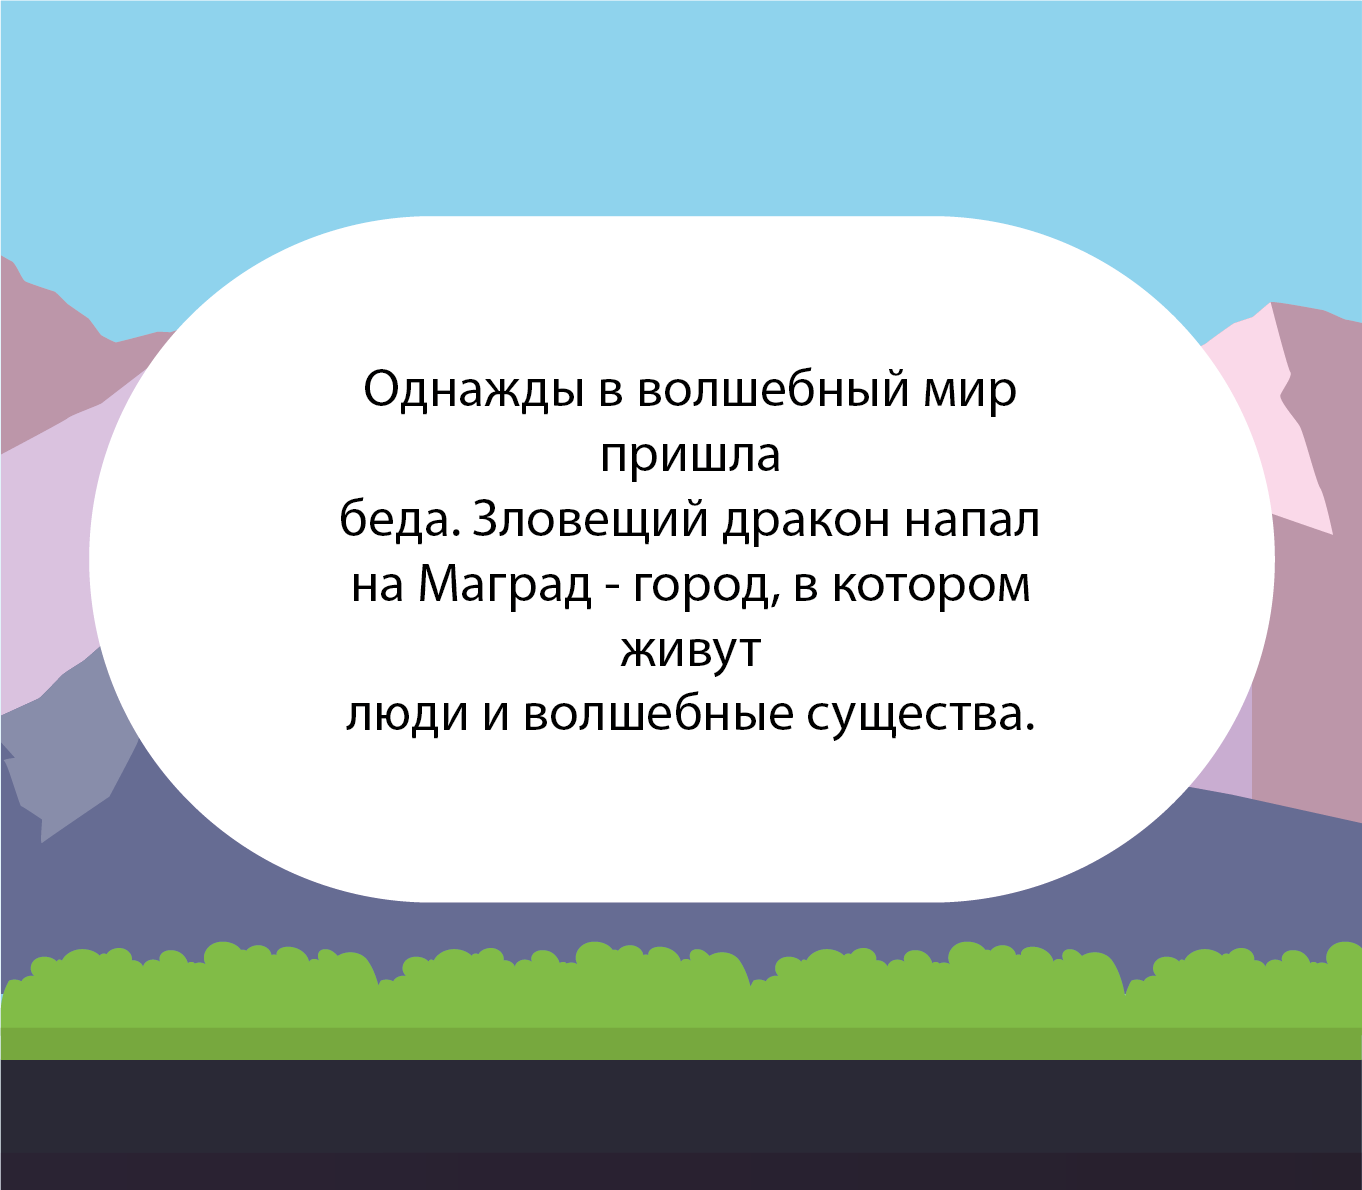 Однажды в волшебный мир
пришла
беда. Зловещий дракон напал
на Маград - город, в котором
живут
люди и волшебные существа.